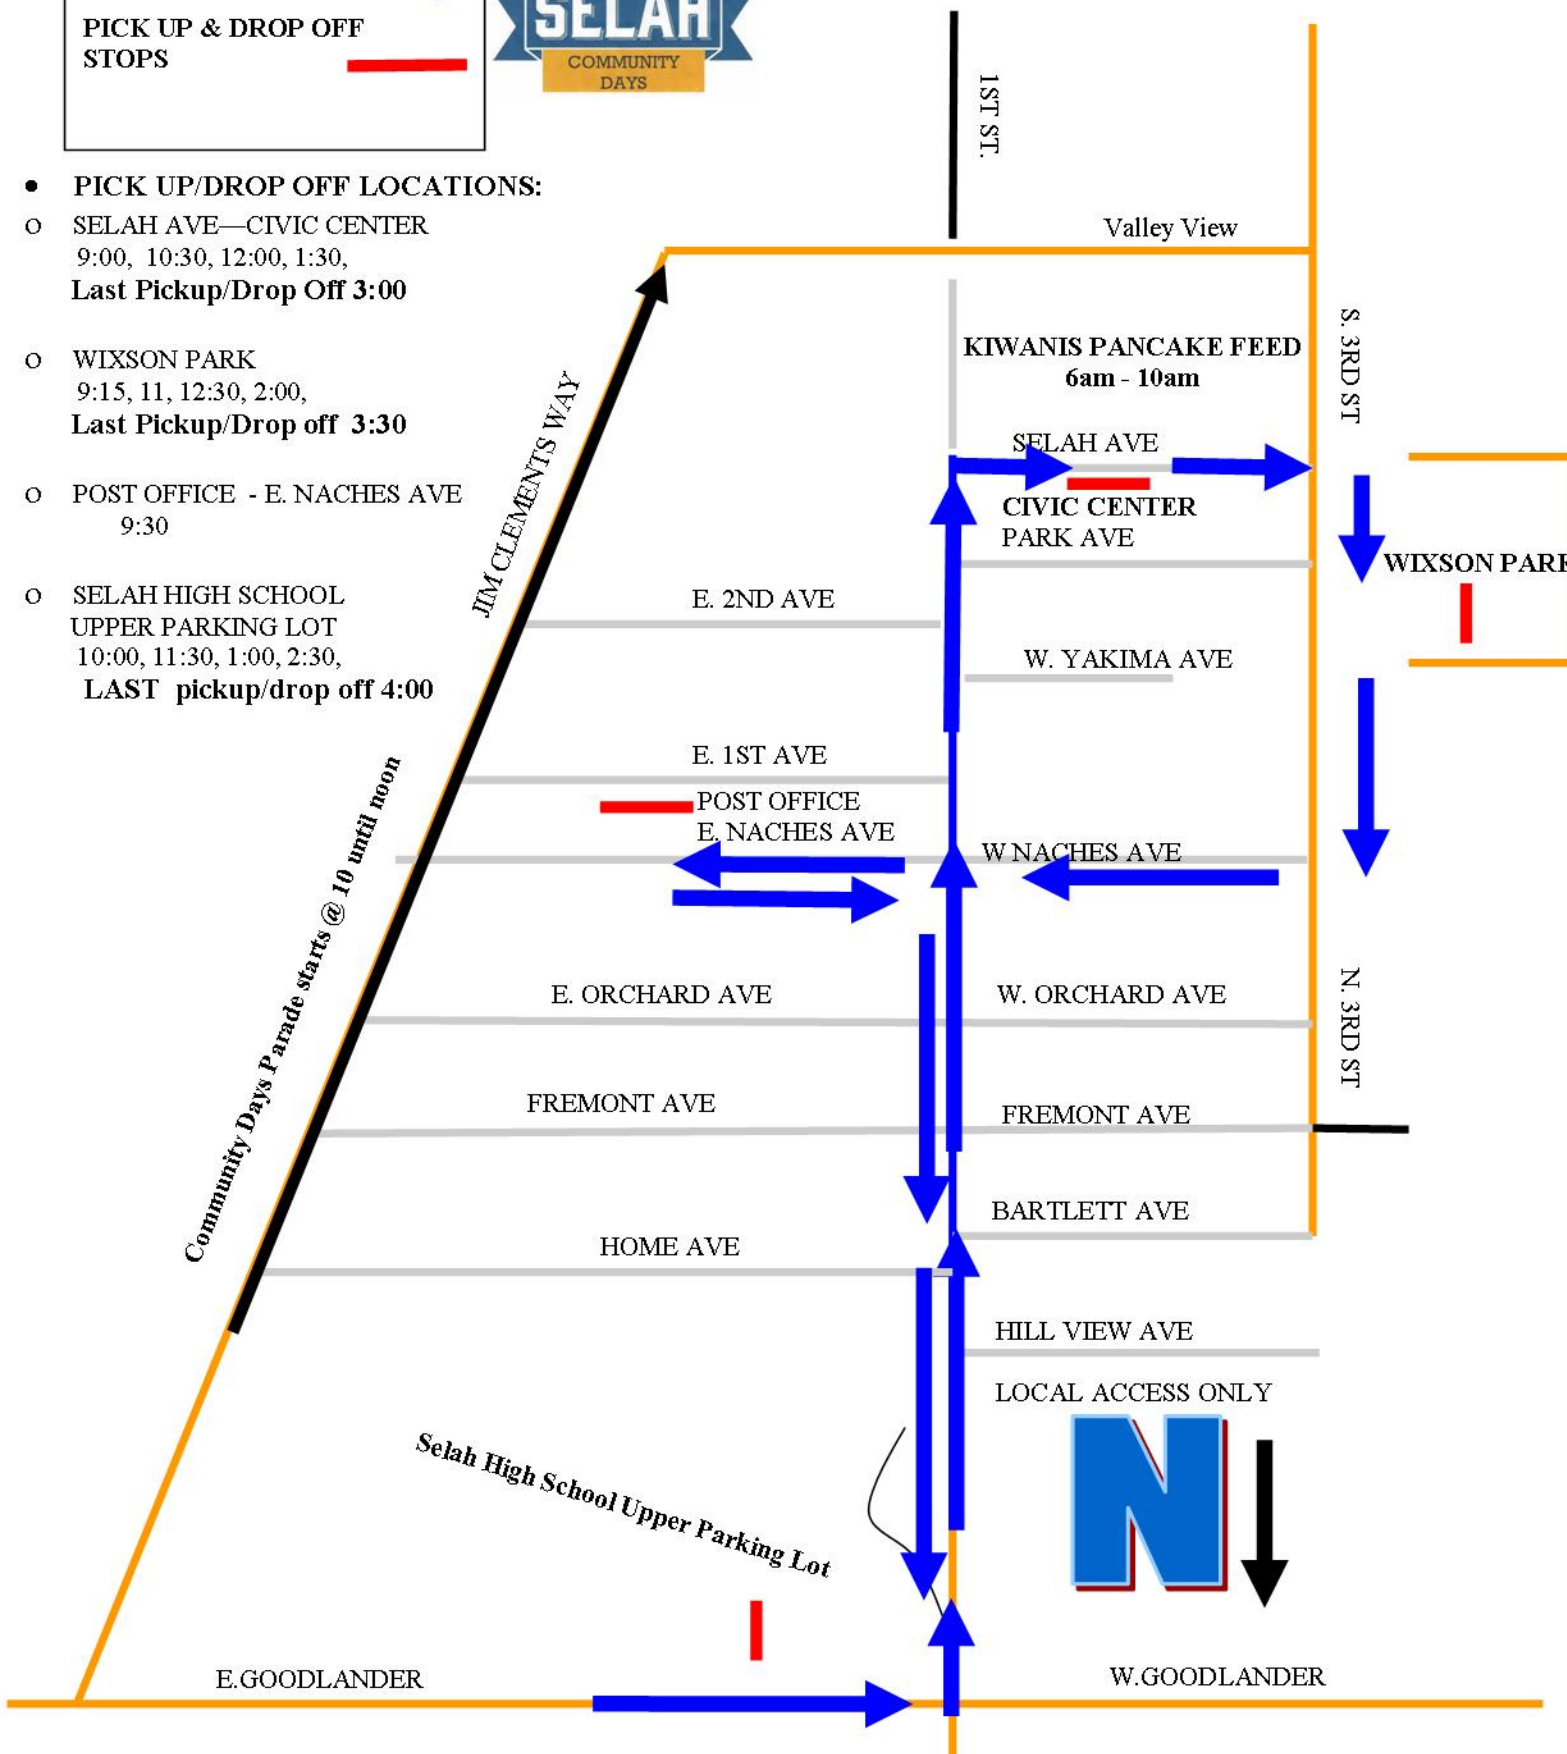 PICK UP & DROP OFF
STOPS
SELAH
COMMUNITY
DAYS
• PICK UP/DROP OFF LOCATIONS:
o SELAH AVE—CIVIC CENTER
9:00, 10:30, 12:00, 1:30,
Last Pickup/Drop Off 3:00
o WIXSON PARK
9:15, 11, 12:30, 2:00,
Last Pickup/Drop off 3:30
o POST OFFICE - E. NACHES AVE
9:30
o SELAH HIGH SCHOOL
UPPER PARKING LOT
10:00, 11:30, 1:00, 2:30,
LAST pickup/drop off 4:00
1ST ST.
Valley View
S. 3RD ST
KIWANIS PANCAKE FEED
6am - 10am
JIM CLEMENTS WAY
SELAH AVE
CIVIC CENTER
PARK AVE
WIXSON PARK
E. 2ND AVE
W. YAKIMA AVE
E. 1ST AVE
POST OFFICE
E. NACHES AVE
W NACHES AVE
Community Days Parade starts @ 10 until noon
E. ORCHARD AVE
W. ORCHARD AVE
N. 3RD ST
FREMONT AVE
FREMONT AVE
BARTLETT AVE
HOME AVE
HILL VIEW AVE
LOCAL ACCESS ONLY
N
Selah High School Upper Parking Lot
E.GOODLANDER
W.GOODLANDER